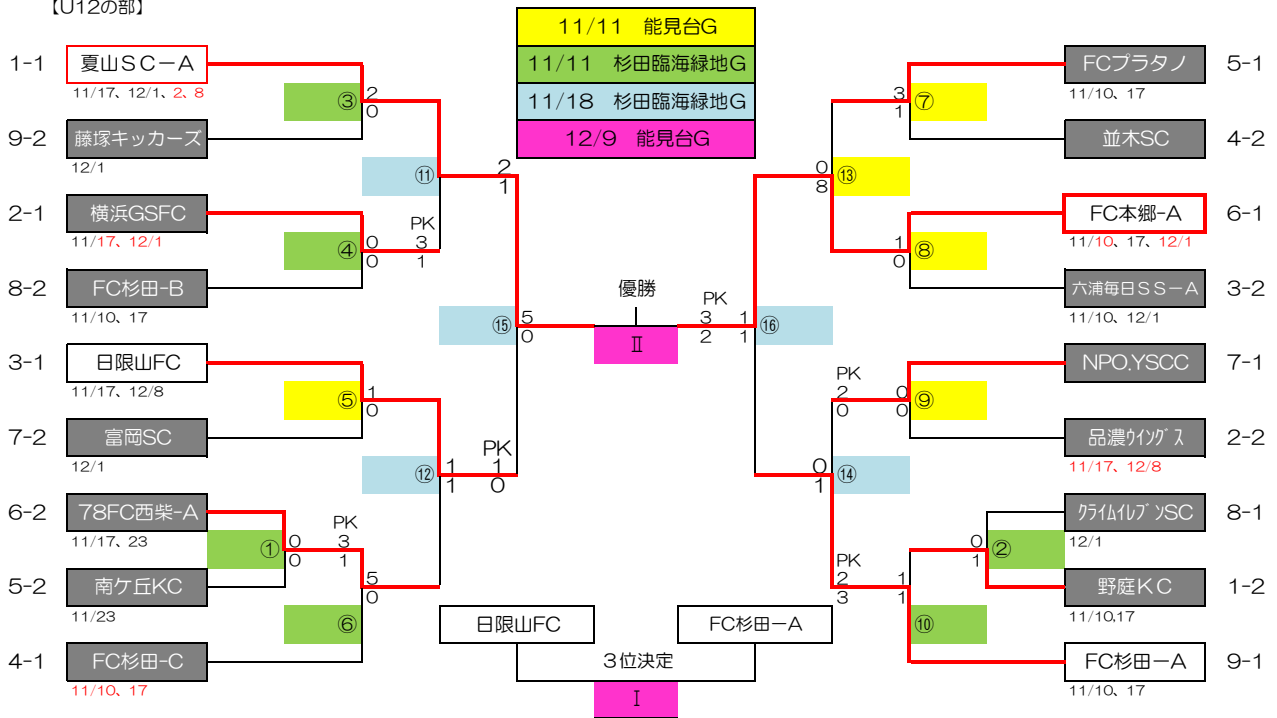 【U12の部】
11/11 能見台G
11/11 杉田臨海緑地G
11/18 杉田臨海緑地G
12/9 能見台G
1-1 夏山SC-A
11/17、12/1、2、8
9-2 藤塚キッカーズ
12/1
2-1 横浜GSFC
11/17、12/1
8-2 FC杉田-B
11/10、17
3-1 日限山FC
11/17、12/8
7-2 富岡SC
12/1
6-2 78FC西柴-A
11/17、23
5-2 南ケ丘KC
11/23
4-1 FC杉田-C
11/10、17
③ 2
0
④ 0
0
PK
3
1
⑪ 2
1
⑤ 1
0
① 0
0
PK
3
1
⑥ 5
0
⑫ 1
1
PK
1
0
⑮ 5
0
優勝
Ⅱ
PK
3 1
2 1
⑯
FCプラタノ 5-1
11/10、17
並木SC 4-2
FC本郷-A 6-1
11/10、17、12/1
六浦毎日SS-A 3-2
11/10、12/1
NPO.YSCC 7-1
品濃ウイングス 2-2
11/17、12/8
クライムイレブンSC 8-1
12/1
野庭KC 1-2
11/10,17
FC杉田-A 9-1
11/10、17
3
1 ⑦
0
8 ⑬
1
0 ⑧
PK
2 0
0 0
⑨
0
1 ⑭
0
1 ②
PK
2 1
3 1
⑩
日限山FC
FC杉田-A
3位決定
Ⅰ